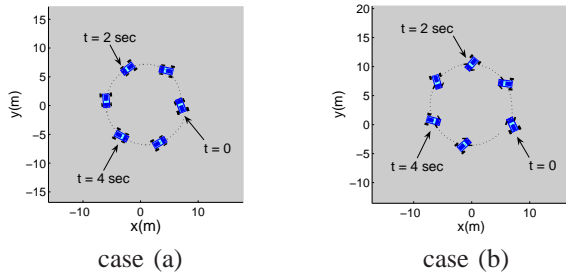 15
10
5
0
−5
−10
−15
y(m)
t = 2 sec
t = 0
t = 4 sec
−10 0 10
x(m)
case (a)
20
15
10
5
0
−5
−10
y(m)
t = 2 sec
t = 0
t = 4 sec
−10 0 10
x(m)
case (b)